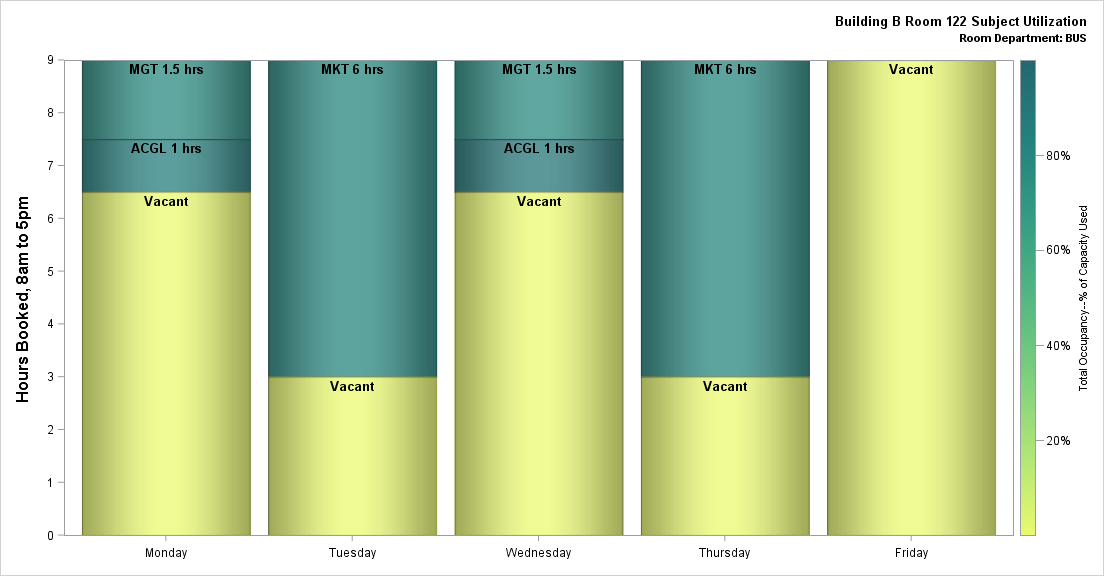 Building B Room 122 Subject Utilization
Room Department: BUS
Hours Booked, 8am to 5pm
9
8
7
6
5
4
3
2
1
0
MGT 1.5 hrs
ACGL 1 hrs
Vacant
MKT 6 hrs
Vacant
MGT 1.5 hrs
ACGL 1 hrs
Vacant
MKT 6 hrs
Vacant
Vacant
Monday
Tuesday
Wednesday
Thursday
Friday
80%
60%
40%
20%
Total Occupancy--% of Capacity Used